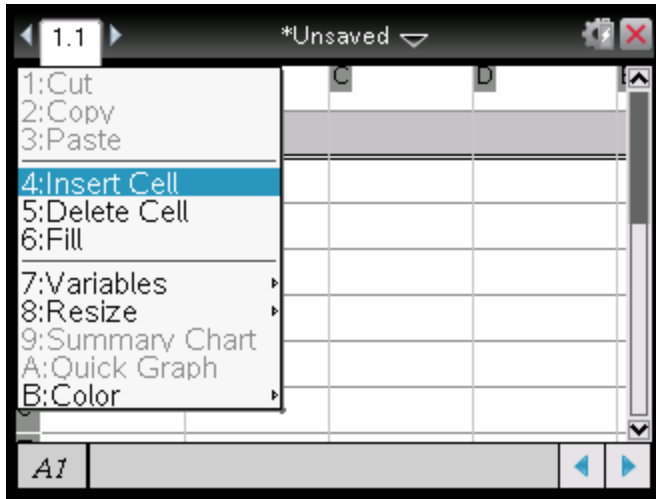 1.1 *Unsaved
C D
1:Cut
2:Copy
3:Paste
4:Insert Cell
5:Delete Cell
6:Fill
7:Variables
8:Resize
9:Summary Chart
A:Quick Graph
B:Color
A1